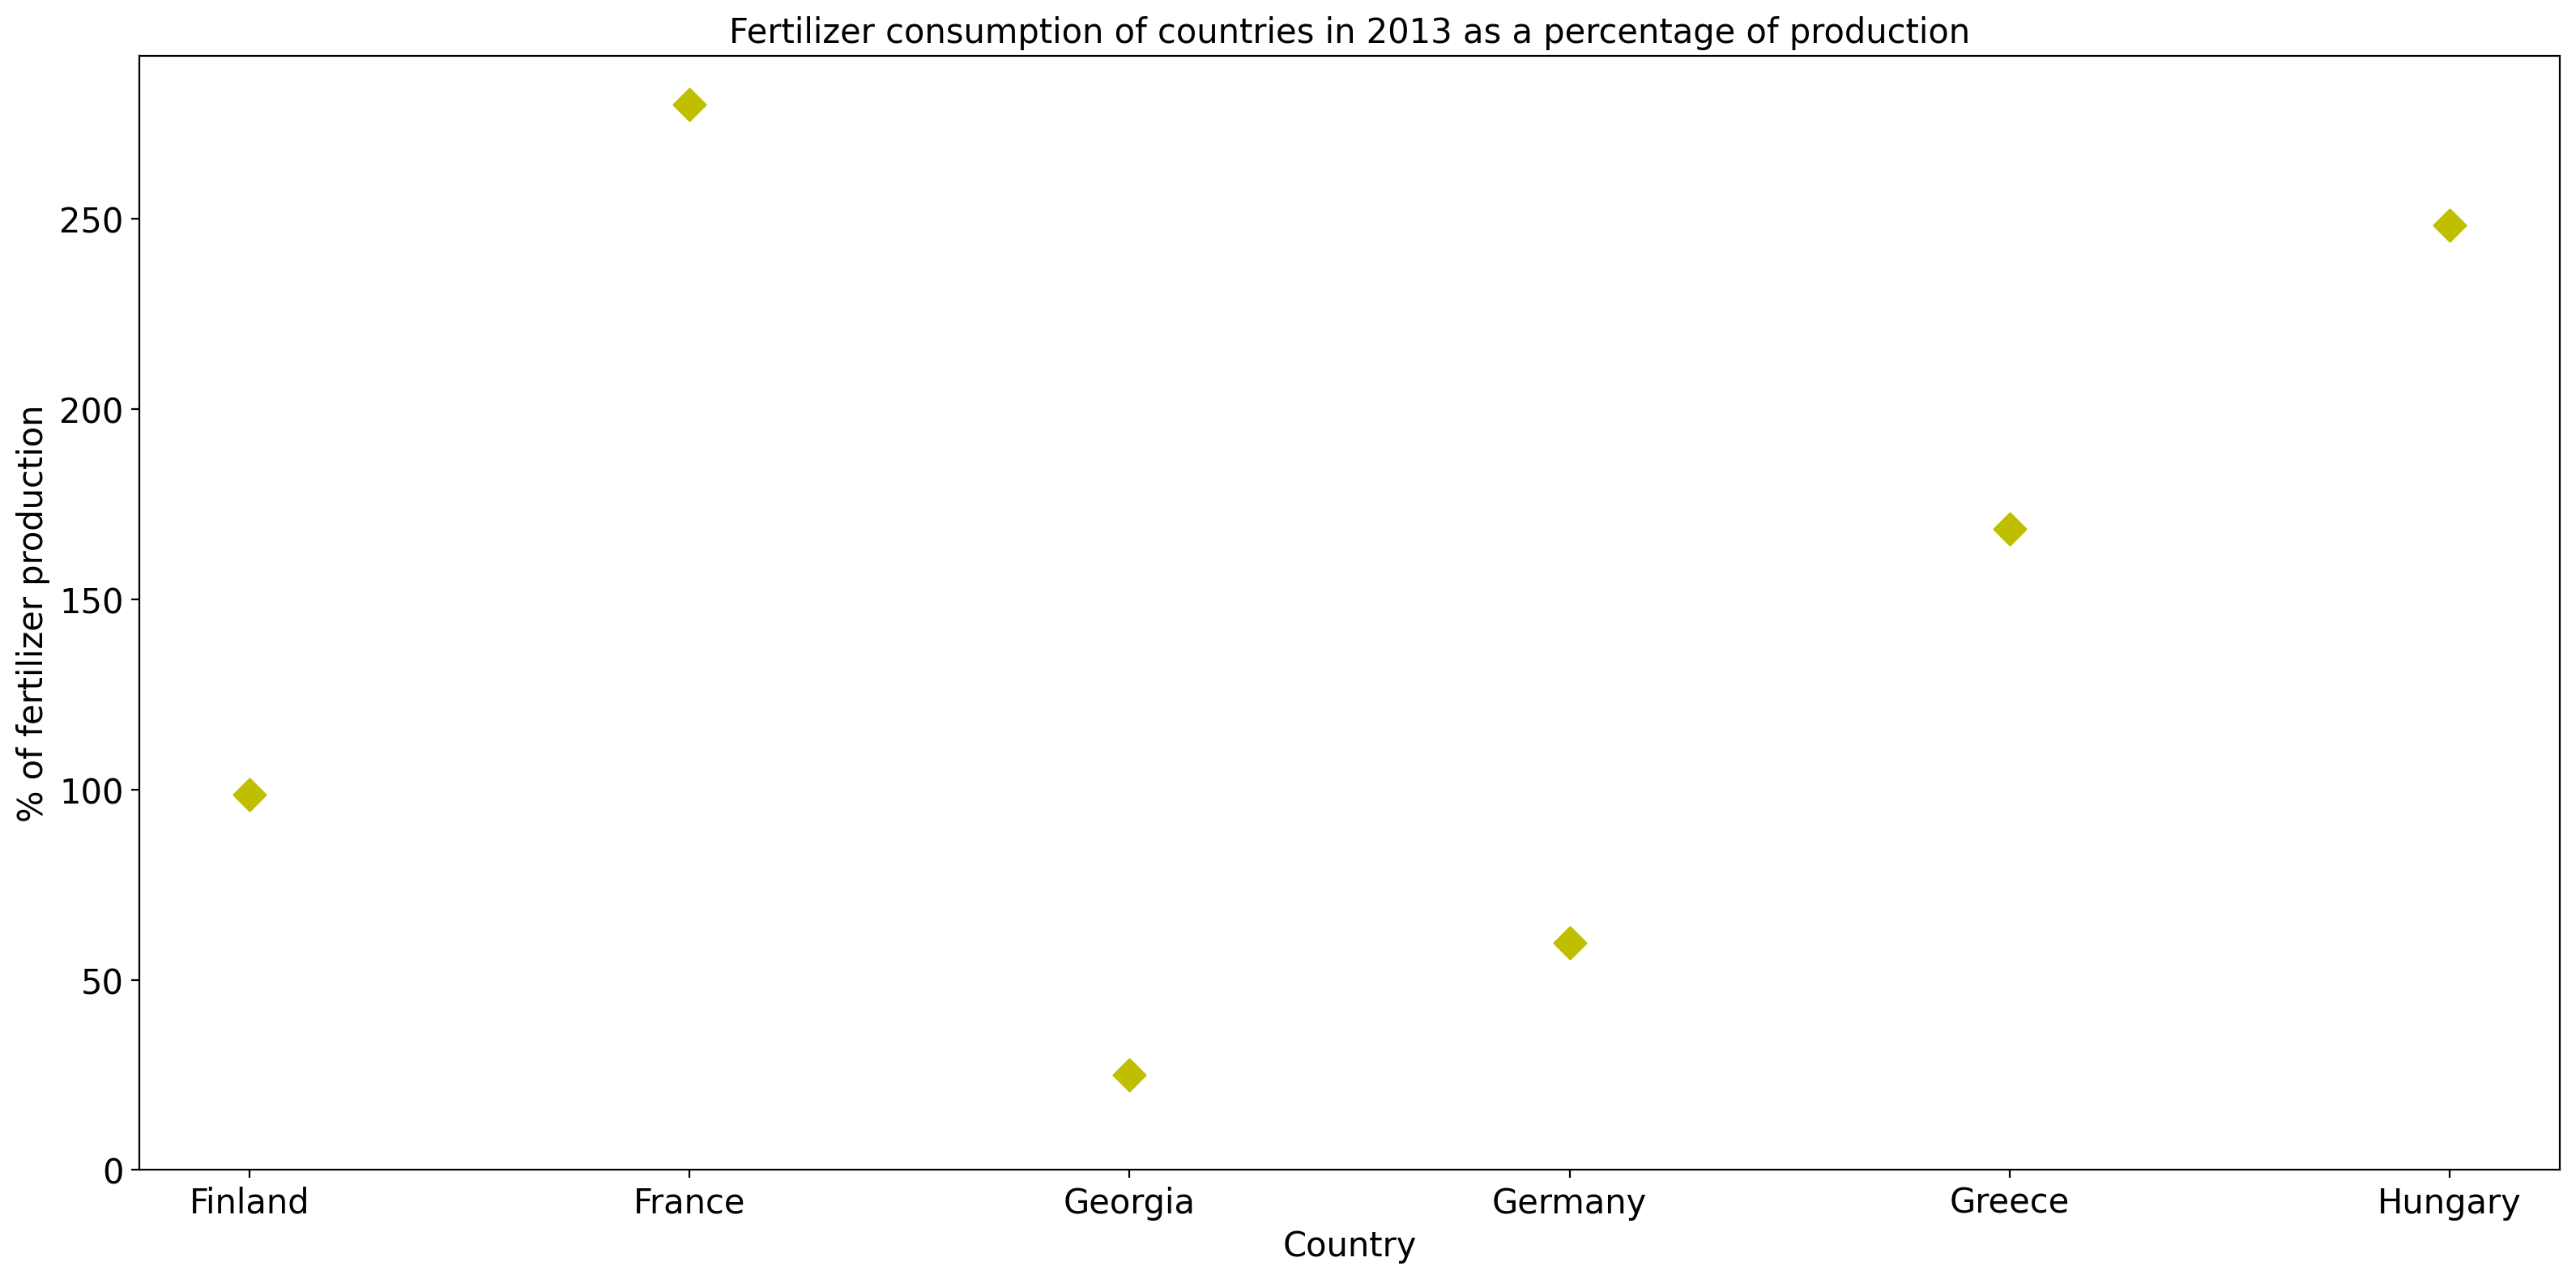 Fertilizer consumption of countries in 2013 as a percentage of production
% of fertilizer production
250
200
150
100
50
0
Finland
France
Georgia
Germany
Greece
Hungary
Country